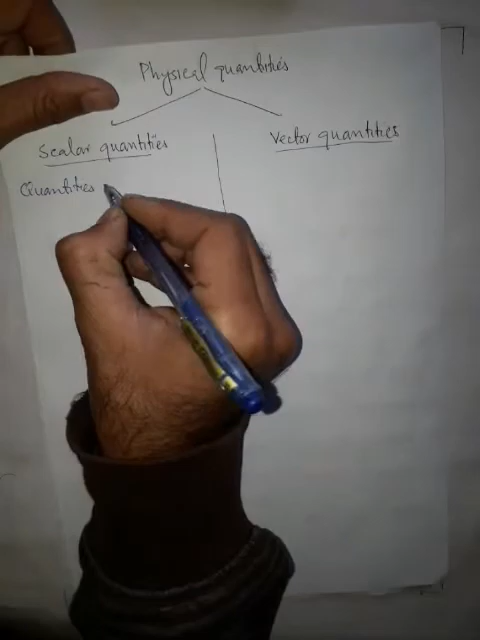 Physical quantities
Scalar quantities
Vector quantities
Quantities